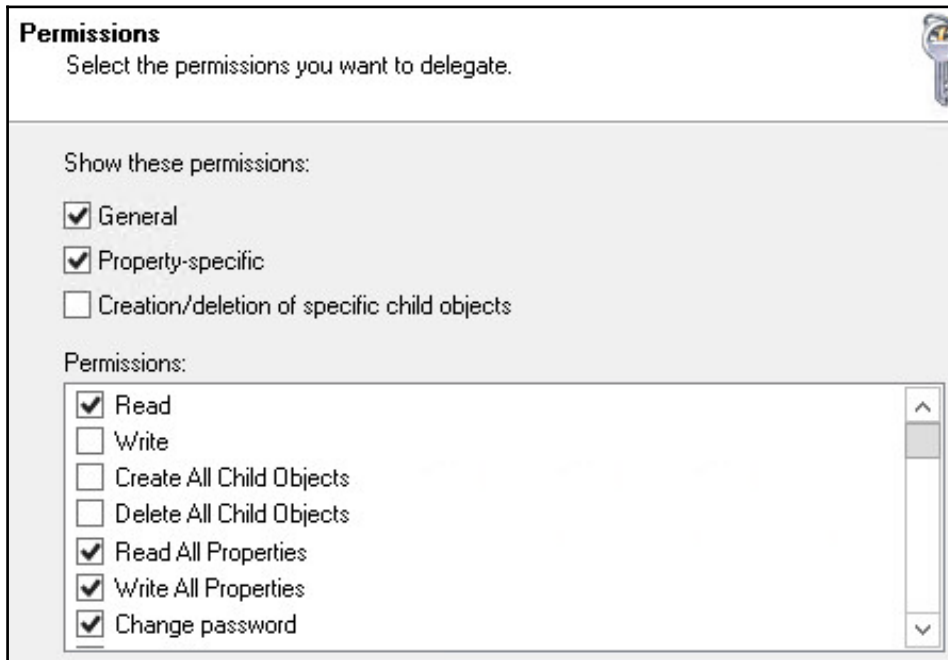 Permissions
Select the permissions you want to delegate.
Show these permissions:
General
Property-specific
Creation/deletion of specific child objects
Permissions:
Read
Write
Create All Child Objects
Delete All Child Objects
Read All Properties
Write All Properties
Change password